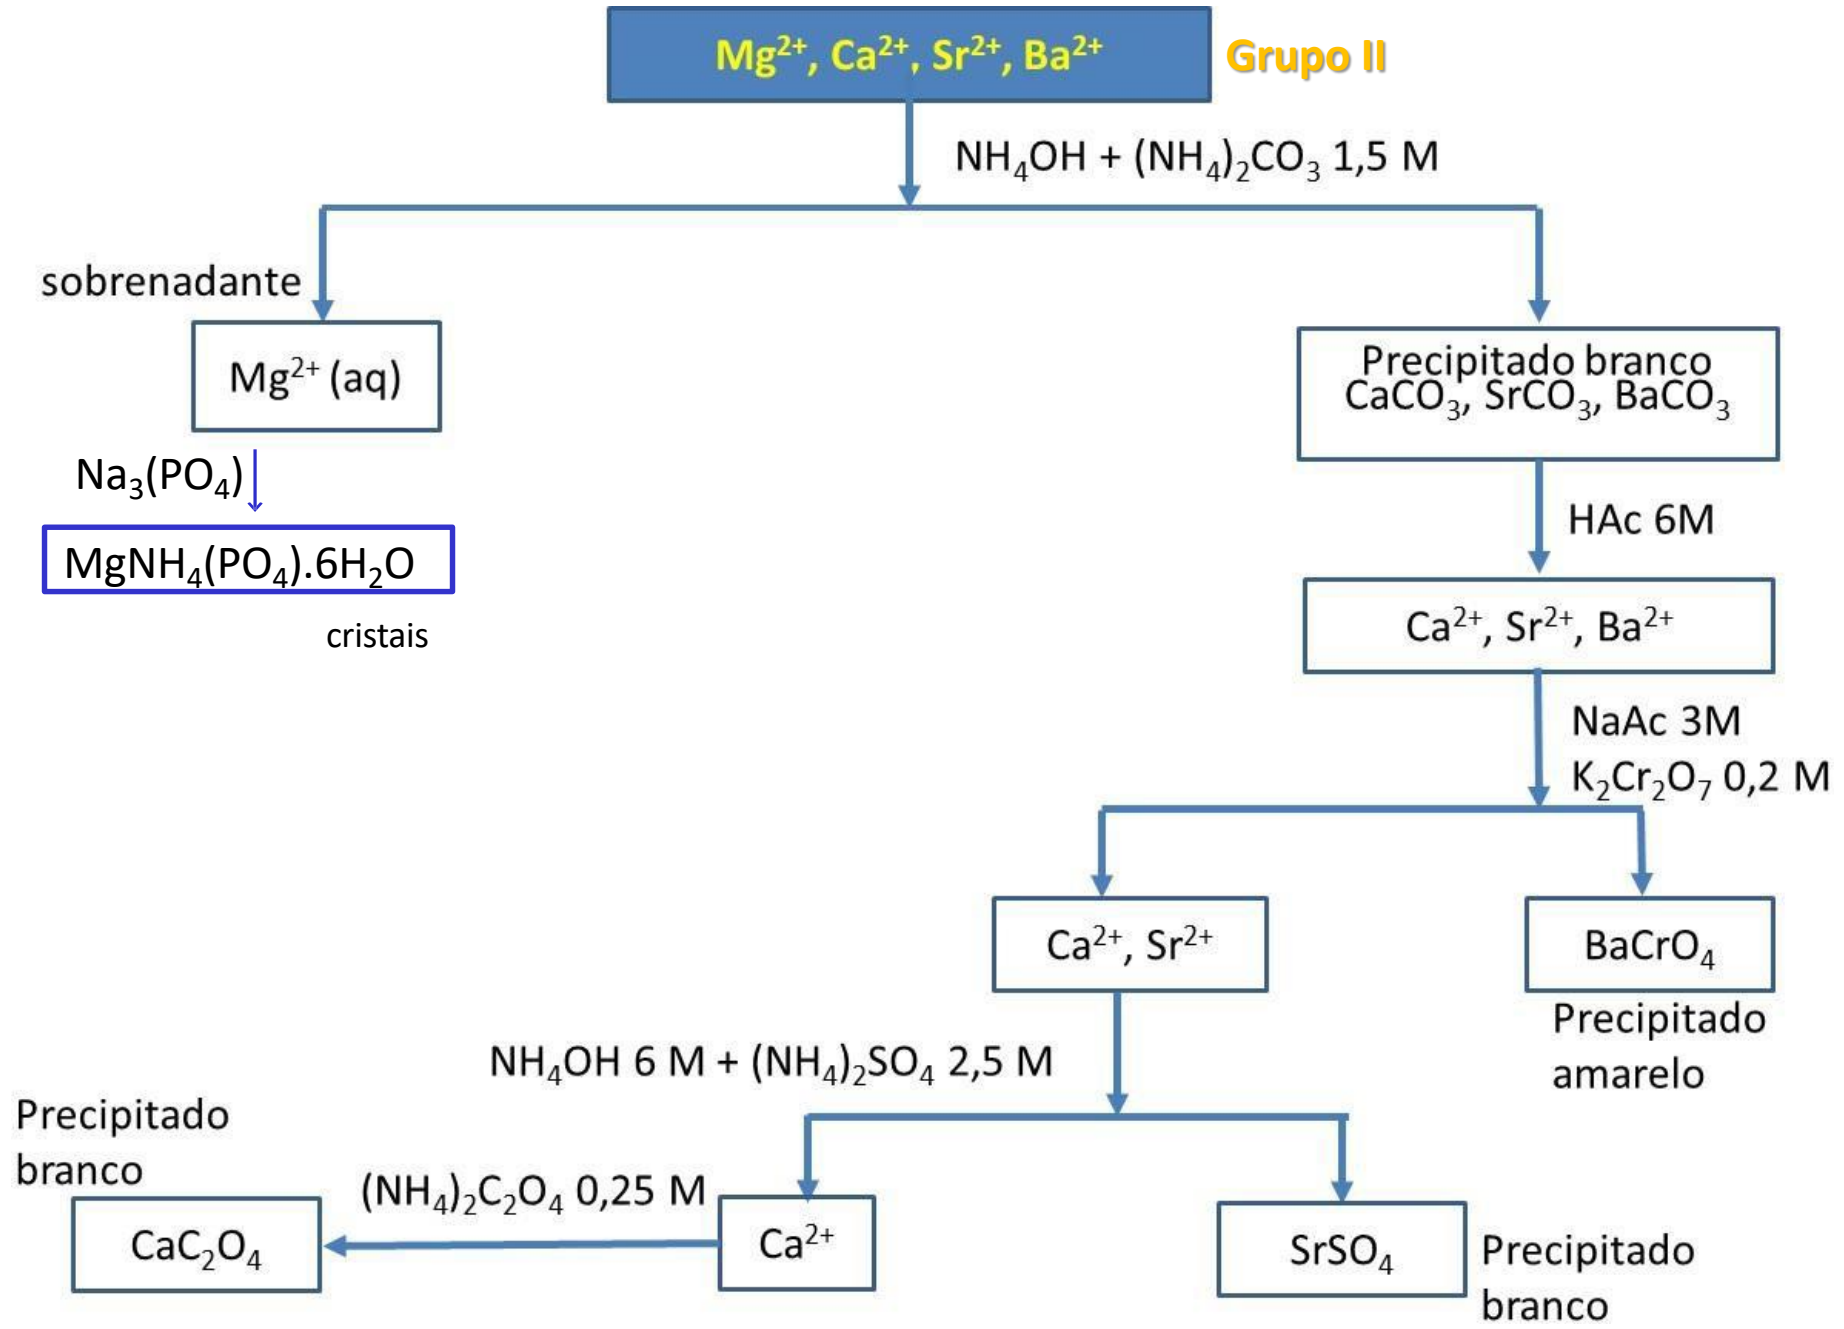 Mg²⁺, Ca²⁺, Sr²⁺, Ba²⁺
Grupo II
NH₄OH + (NH₄)₂CO₃ 1,5 M
sobrenadante
Mg²⁺ (aq)
Precipitado branco
CaCO₃, SrCO₃, BaCO₃
Na₃(PO₄)
MgNH₄(PO₄).6H₂O
cristais
HAc 6M
Ca²⁺, Sr²⁺, Ba²⁺
NaAc 3M
K₂Cr₂O₇ 0,2 M
Ca²⁺, Sr²⁺
BaCrO₄
Precipitado
amarelo
NH₄OH 6 M + (NH₄)₂SO₄ 2,5 M
Precipitado
branco
(NH₄)₂C₂O₄ 0,25 M
CaC₂O₄
Ca²⁺
SrSO₄
Precipitado
branco